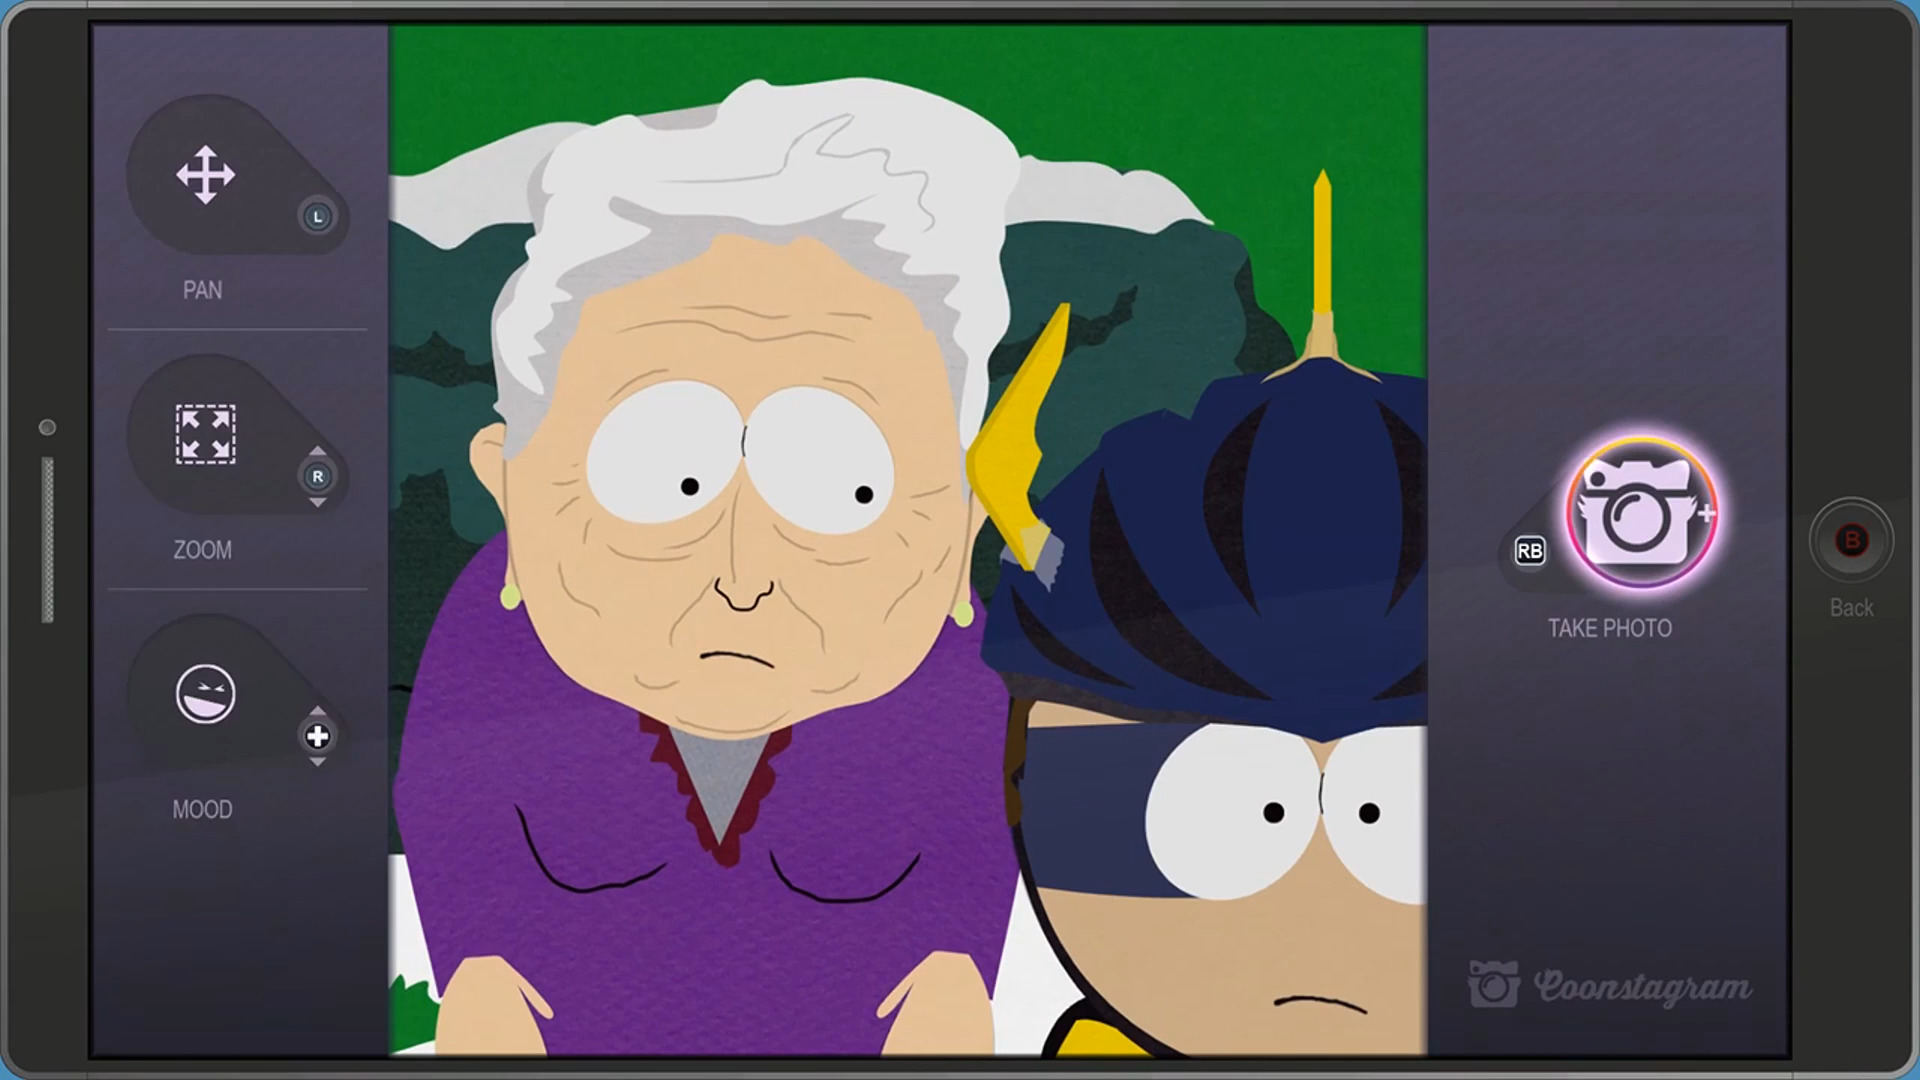 L
PAN
R
ZOOM
MOOD
RB
TAKE PHOTO
B
Back
Coonstagram